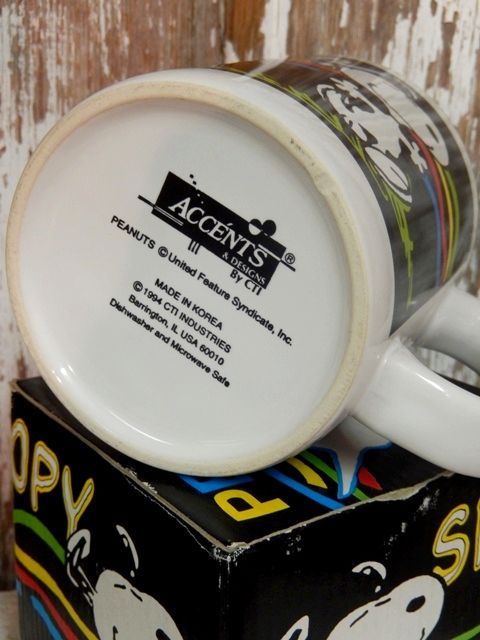 ACCENTS
& DESIGNS ®
By CTI
PEANUTS © United Feature Syndicate, Inc.
MADE IN KOREA
© 1994 CTI INDUSTRIES
Barrington, IL USA 60010
Dishwasher and Microwave Safe
OPY
P
S